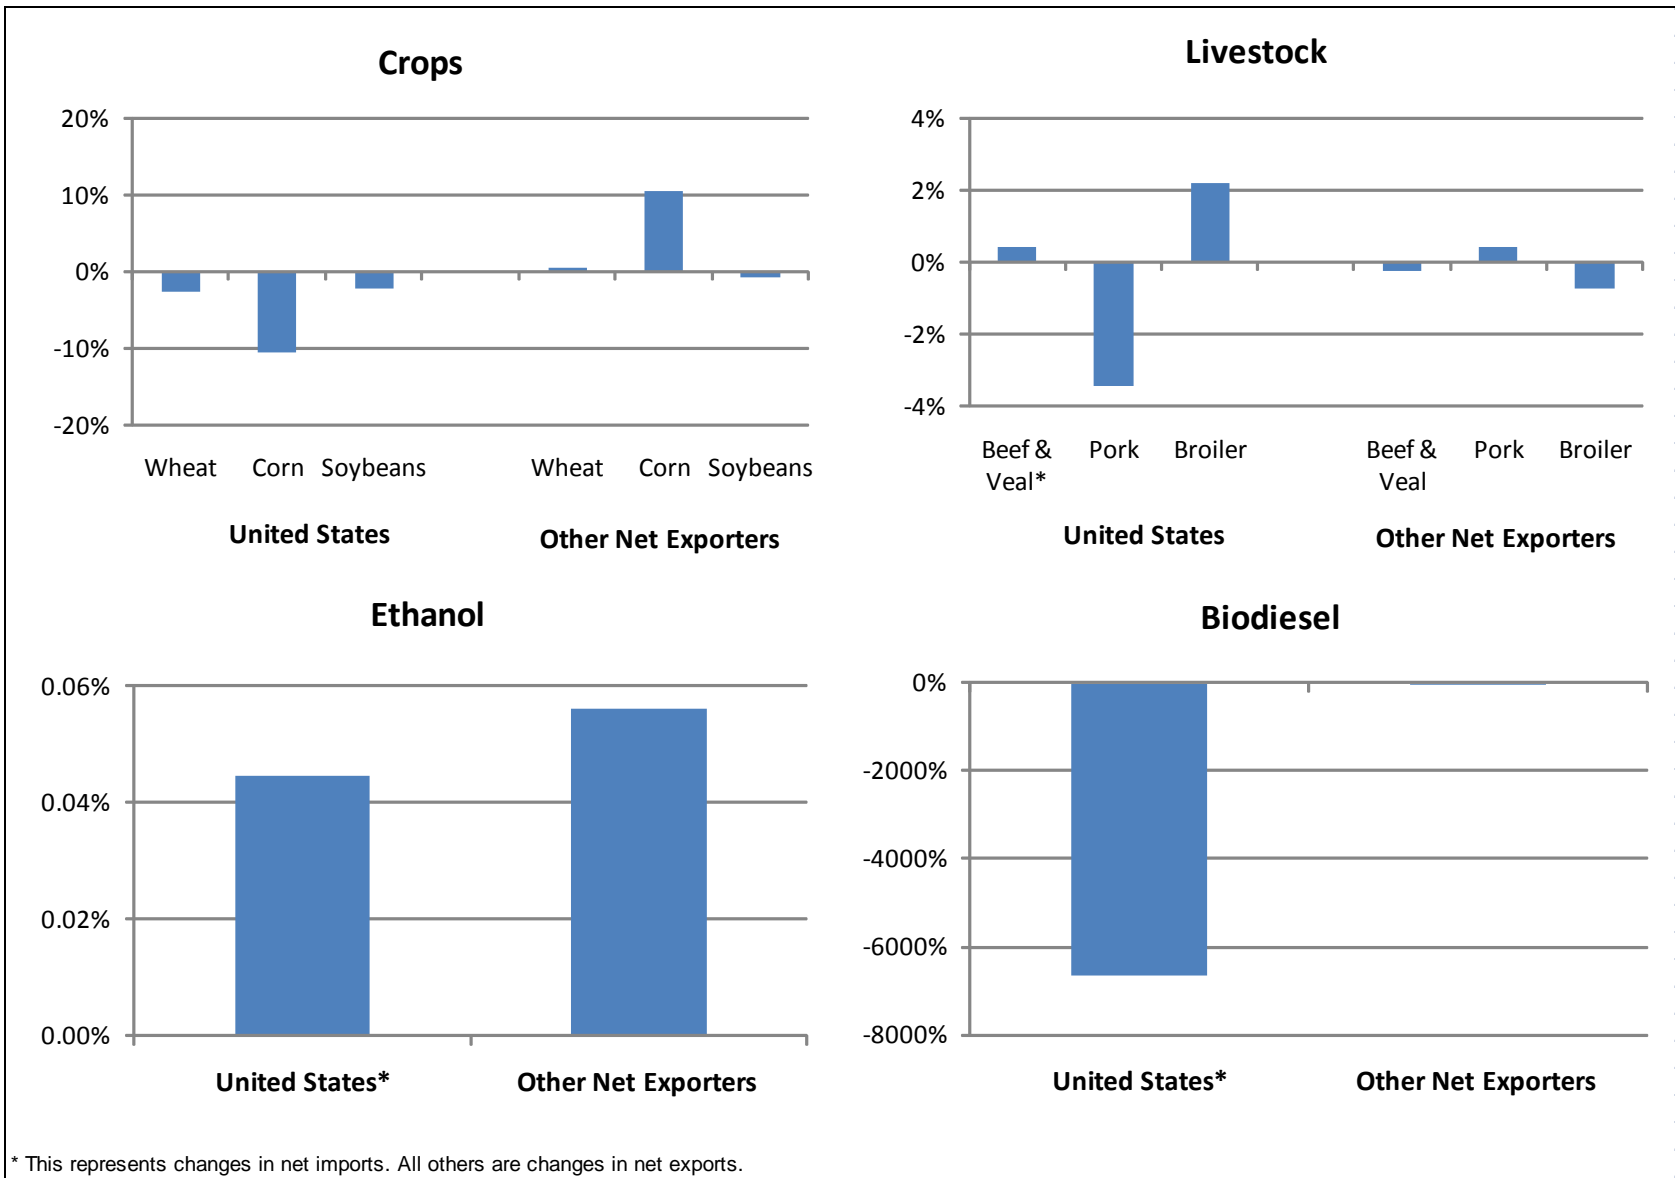 Crops
20%
10%
0%
-10%
-20%
Wheat Corn Soybeans Wheat Corn Soybeans
United States Other Net Exporters
Livestock
4%
2%
0%
-2%
-4%
Beef & Pork Broiler Beef & Pork Broiler
Veal* Veal
United States Other Net Exporters
Ethanol
0.06%
0.04%
0.02%
0.00%
United States* Other Net Exporters
Biodiesel
0%
-2000%
-4000%
-6000%
-8000%
United States* Other Net Exporters
* This represents changes in net imports. All others are changes in net exports.